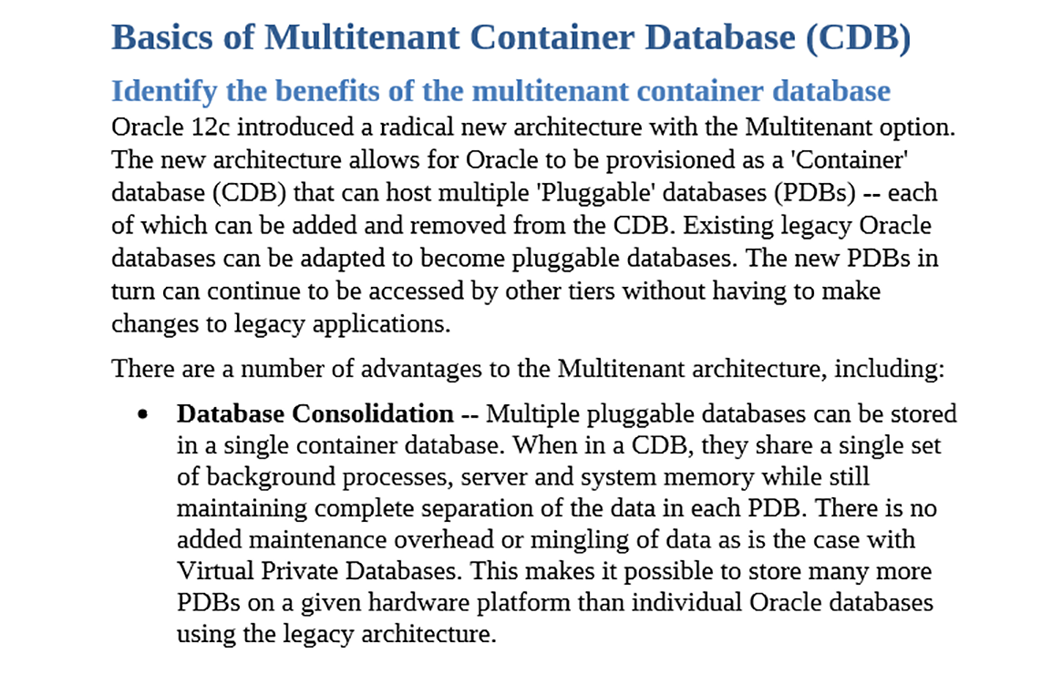 Basics of Multitenant Container Database (CDB)
Identify the benefits of the multitenant container database
Oracle 12c introduced a radical new architecture with the Multitenant option.
The new architecture allows for Oracle to be provisioned as a 'Container'
database (CDB) that can host multiple 'Pluggable' databases (PDBs) -- each
of which can be added and removed from the CDB. Existing legacy Oracle
databases can be adapted to become pluggable databases. The new PDBs in
turn can continue to be accessed by other tiers without having to make
changes to legacy applications.
There are a number of advantages to the Multitenant architecture, including:
• Database Consolidation -- Multiple pluggable databases can be stored
in a single container database. When in a CDB, they share a single set
of background processes, server and system memory while still
maintaining complete separation of the data in each PDB. There is no
added maintenance overhead or mingling of data as is the case with
Virtual Private Databases. This makes it possible to store many more
PDBs on a given hardware platform than individual Oracle databases
using the legacy architecture.